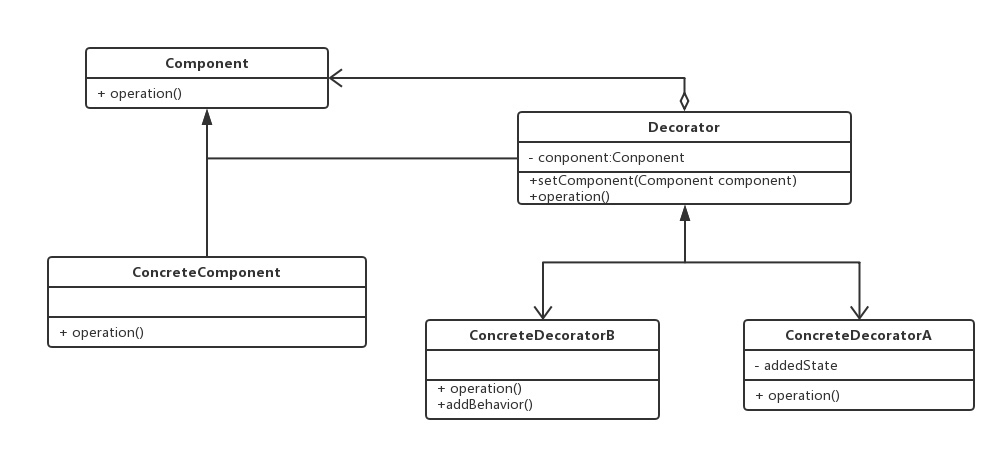 Component
+ operation()
Decorator
- conponent:Conponent
+setComponent(Component component)
+operation()
ConcreteComponent
+ operation()
ConcreteDecoratorB
+ operation()
+addBehavior()
ConcreteDecoratorA
- addedState
+ operation()